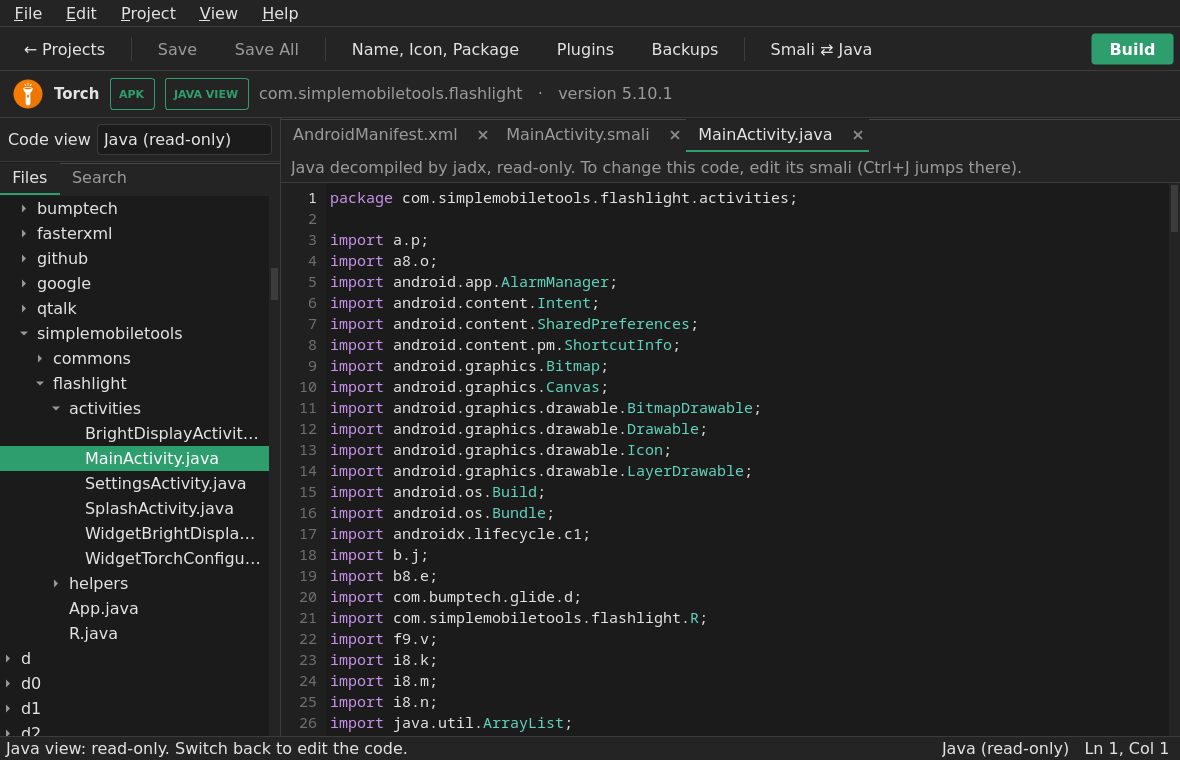 File Edit Project View Help
← Projects Save Save All Name, Icon, Package Plugins Backups Smali ⇄ Java Build
Torch APK JAVA VIEW com.simplemobiletools.flashlight · version 5.10.1
Code view Java (read-only)
Files Search
bumptech
fasterxml
github
google
qtalk
simplemobiletools
commons
flashlight
activities
BrightDisplayActivit...
MainActivity.java
SettingsActivity.java
SplashActivity.java
WidgetBrightDispla...
WidgetTorchConfigu...
helpers
App.java
R.java
d
d0
d1
d2
AndroidManifest.xml × MainActivity.smali × MainActivity.java ×
Java decompiled by jadx, read-only. To change this code, edit its smali (Ctrl+J jumps there).
1 package com.simplemobiletools.flashlight.activities;
2
3 import a.p;
4 import a8.o;
5 import android.app.AlarmManager;
6 import android.content.Intent;
7 import android.content.SharedPreferences;
8 import android.content.pm.ShortcutInfo;
9 import android.graphics.Bitmap;
10 import android.graphics.Canvas;
11 import android.graphics.drawable.BitmapDrawable;
12 import android.graphics.drawable.Drawable;
13 import android.graphics.drawable.Icon;
14 import android.graphics.drawable.LayerDrawable;
15 import android.os.Build;
16 import android.os.Bundle;
17 import androidx.lifecycle.c1;
18 import b.j;
19 import b8.e;
20 import com.bumptech.glide.d;
21 import com.simplemobiletools.flashlight.R;
22 import f9.v;
23 import i8.k;
24 import i8.m;
25 import i8.n;
26 import java.util.ArrayList;
Java view: read-only. Switch back to edit the code. Java (read-only) Ln 1, Col 1